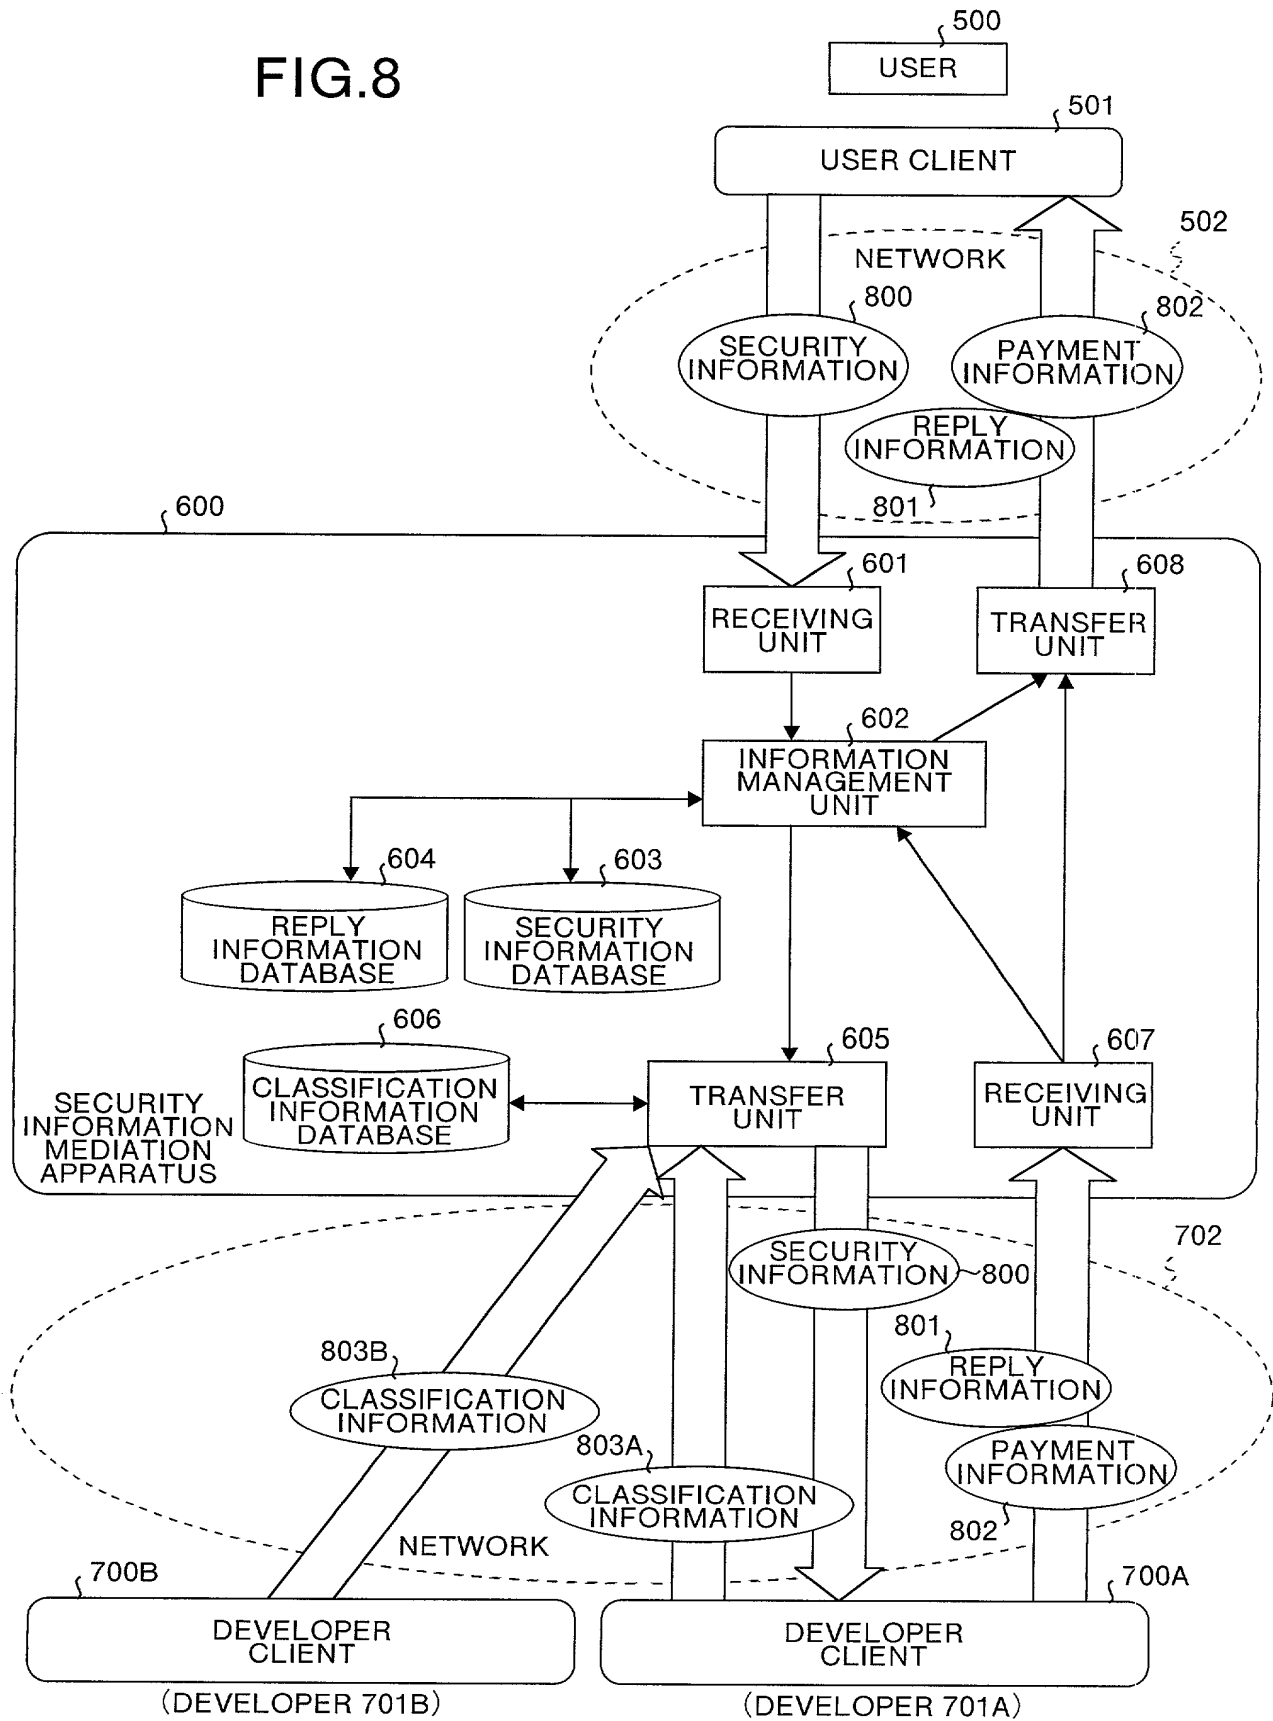 FIG.8
500
USER
501
USER CLIENT
502
NETWORK
800
802
SECURITY
INFORMATION
PAYMENT
INFORMATION
REPLY
INFORMATION
801
600
601
608
RECEIVING
UNIT
TRANSFER
UNIT
602
INFORMATION
MANAGEMENT
UNIT
604
603
REPLY
INFORMATION
DATABASE
SECURITY
INFORMATION
DATABASE
606
605
607
CLASSIFICATION
INFORMATION
DATABASE
TRANSFER
UNIT
RECEIVING
UNIT
SECURITY
INFORMATION
MEDIATION
APPARATUS
702
SECURITY
INFORMATION
800
801
803B
REPLY
INFORMATION
CLASSIFICATION
INFORMATION
803A
PAYMENT
INFORMATION
CLASSIFICATION
INFORMATION
802
NETWORK
700B
700A
DEVELOPER
CLIENT
DEVELOPER
CLIENT
(DEVELOPER 701B)
(DEVELOPER 701A)